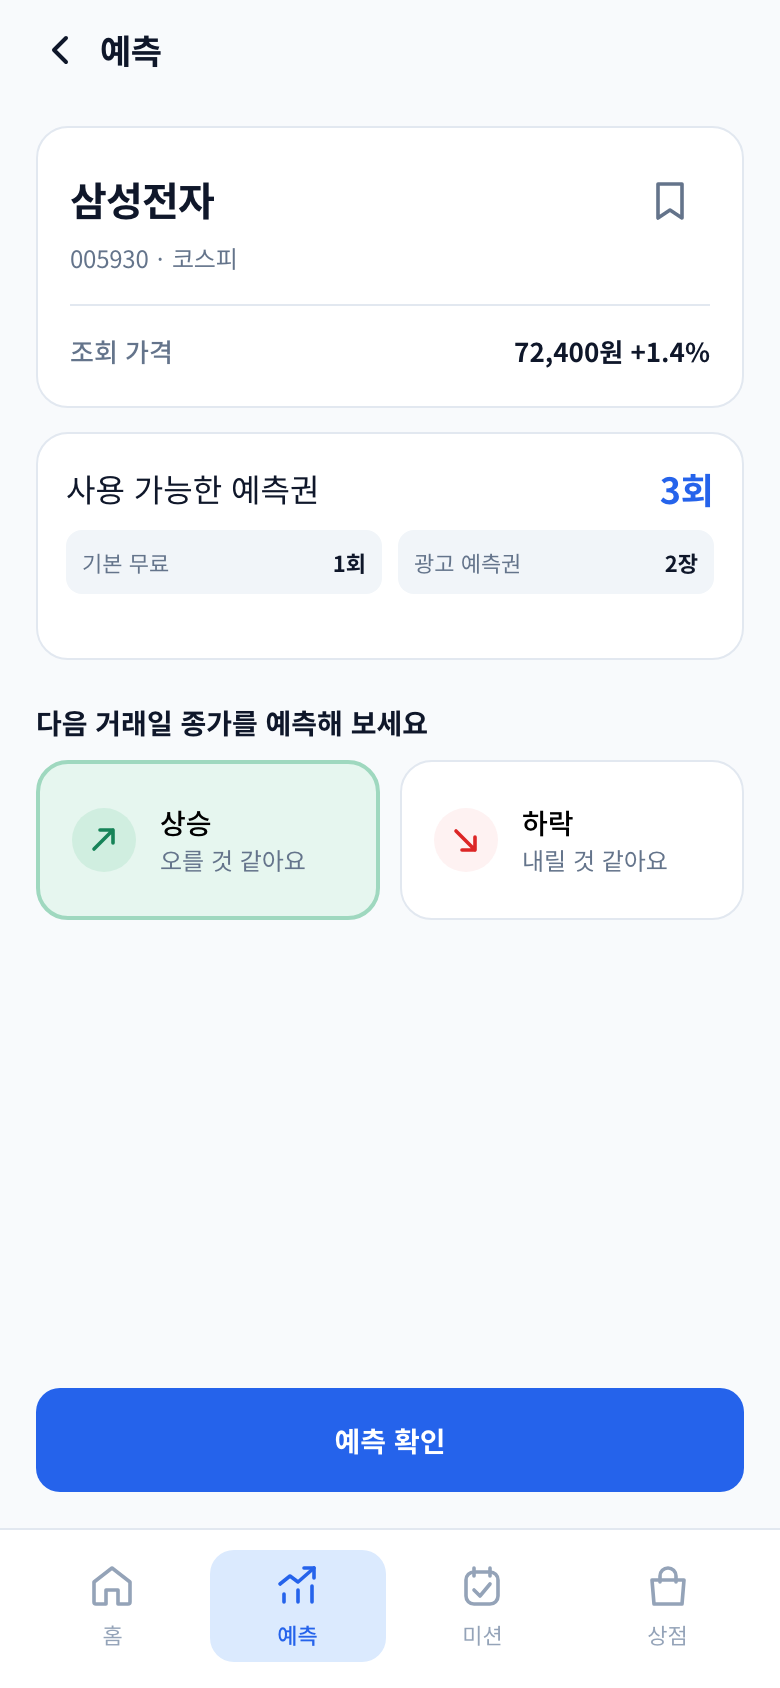 예측
삼성전자
005930 · 코스피
조회 가격 72,400원 +1.4%
사용 가능한 예측권 3회
기본 무료 1회 광고 예측권 2장
다음 거래일 종가를 예측해 보세요
상승
오를 것 같아요
하락
내릴 것 같아요
예측 확인
홈 예측 미션 상점